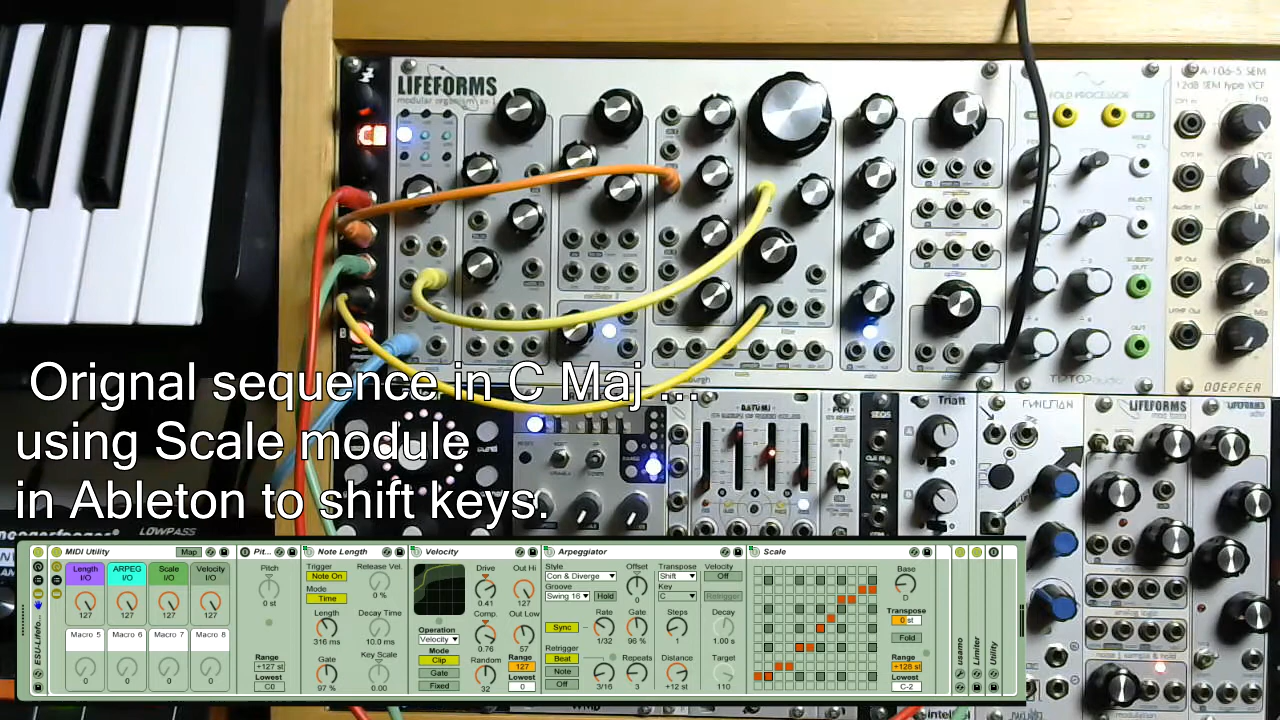 LIFEFORMS
FOLD PROCESSOR
A-106-5 SEM
12dB SEM type VCF
TIPTOP audio
DOEPFER
Orignal sequence in C Maj ...
using Scale module
in Ableton to shift keys.
LOWPASS
BATUMI
Triatt
FUNCTION
LIFEFORMS
MIDI Utility
Map
Length I/O
ARPEG I/O
Scale I/O
Velocity I/O
127
127
127
127
Macro 5
Macro 6
Macro 7
Macro 8
0
0
0
0
Pit...
Pitch
0 st
Range
+127 st
Lowest
C0
Note Length
Trigger
Note On
Mode
Time
Release Vel.
0 %
Length
316 ms
Decay Time
10.0 ms
Gate
97 %
Key Scale
0.00
Velocity
Operation
Velocity
Mode
Clip
Gate
Fixed
Drive
0.41
Out Hi
127
Comp.
0.76
Out Low
57
Random
32
Range
127
Lowest
0
Arpeggiator
Style
Con & Diverge
Groove
Swing 16
Hold
Offset
0
Transpose
Shift
Key
C
Velocity
Off
Retrigger
Sync
Rate
1/32
Gate
96 %
Steps
1
Decay
1.00 s
Retrigger
Beat
Note
Off
3/16
Repeats
3
Distance
+12 st
Target
110
Scale
Base
C
Transpose
0 st
Fold
Range
+128 st
Lowest
C-2
usamo
Limiter
Utility